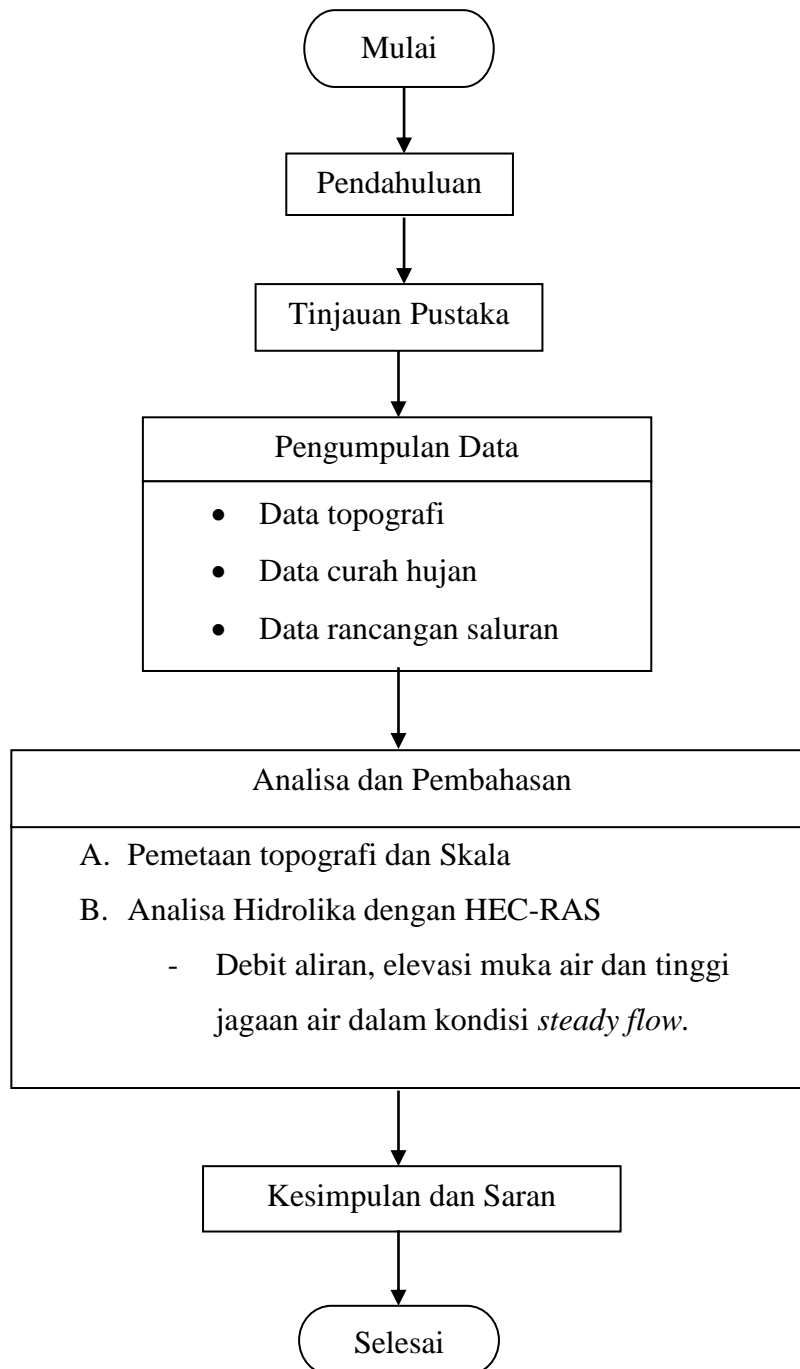 Mulai
Pendahuluan
Tinjauan Pustaka
Pengumpulan Data
• Data topografi
• Data curah hujan
• Data rancangan saluran
Analisa dan Pembahasan
A. Pemetaan topografi dan Skala
B. Analisa Hidrolika dengan HEC-RAS
- Debit aliran, elevasi muka air dan tinggi
jagaan air dalam kondisi steady flow.
Kesimpulan dan Saran
Selesai